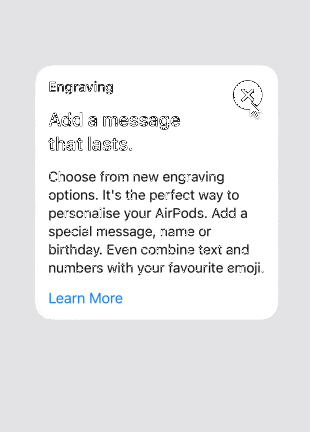 Engraving
Add a message
that lasts.
Choose from new engraving
options. It's the perfect way to
personalise your AirPods. Add a
special message, name or
birthday. Even combine text and
numbers with your favourite emoji.
Learn More